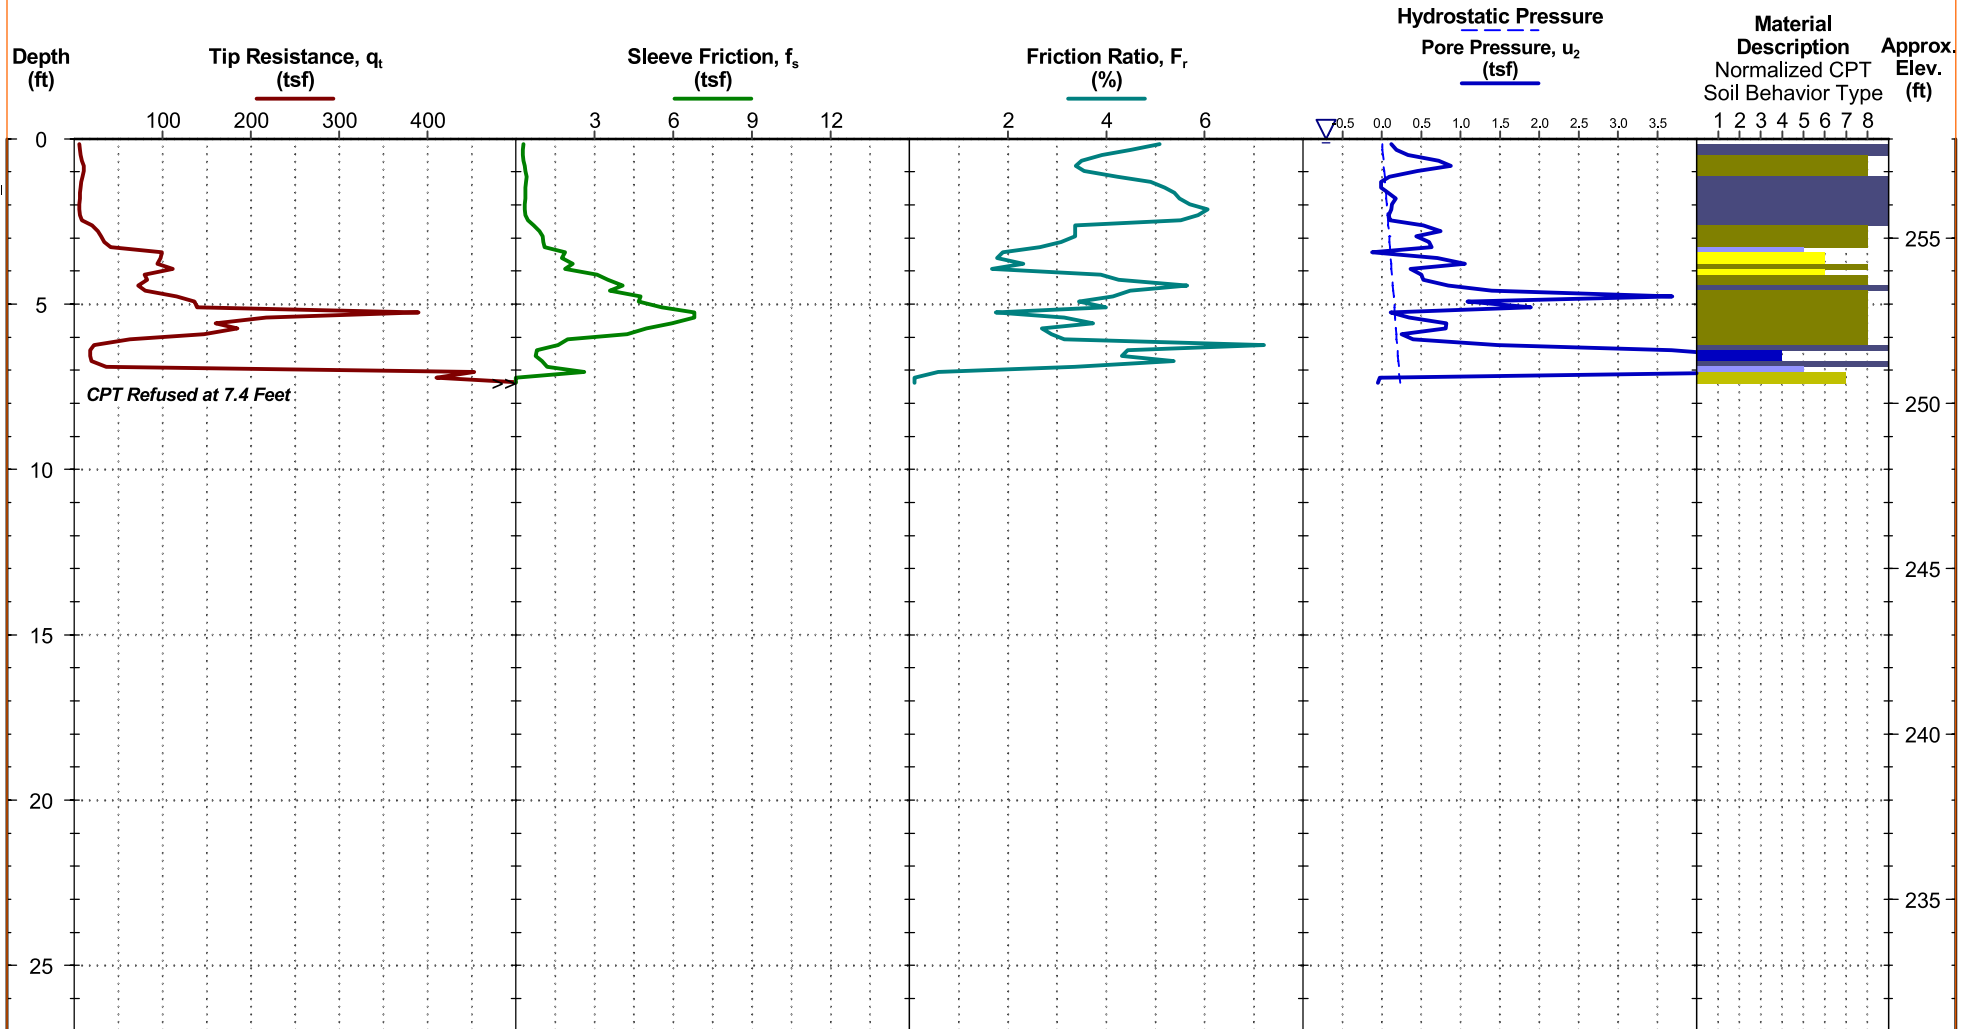 Hydrostatic Pressure
Depth
(ft)
Tip Resistance, qt
(tsf)
Sleeve Friction, fs
(tsf)
Friction Ratio, Fr
(%)
Pore Pressure, u2
(tsf)
Material
Description
Normalized CPT
Soil Behavior Type
Approx.
Elev.
(ft)
100 200 300 400
3 6 9 12
2 4 6
-0.5 0.0 0.5 1.0 1.5 2.0 2.5 3.0 3.5
1 2 3 4 5 6 7 8
0
255
5
>>
CPT Refused at 7.4 Feet
250
10
245
15
240
20
235
25